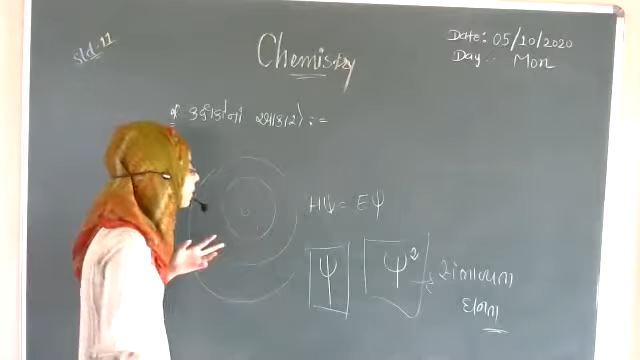 std-11
Chemistry
Date: 05/10/2020
Day: Mon
કક્ષકોનો આકાર :=
HΨ = EΨ
Ψ
Ψ²
સંભાવના
ઘનતા